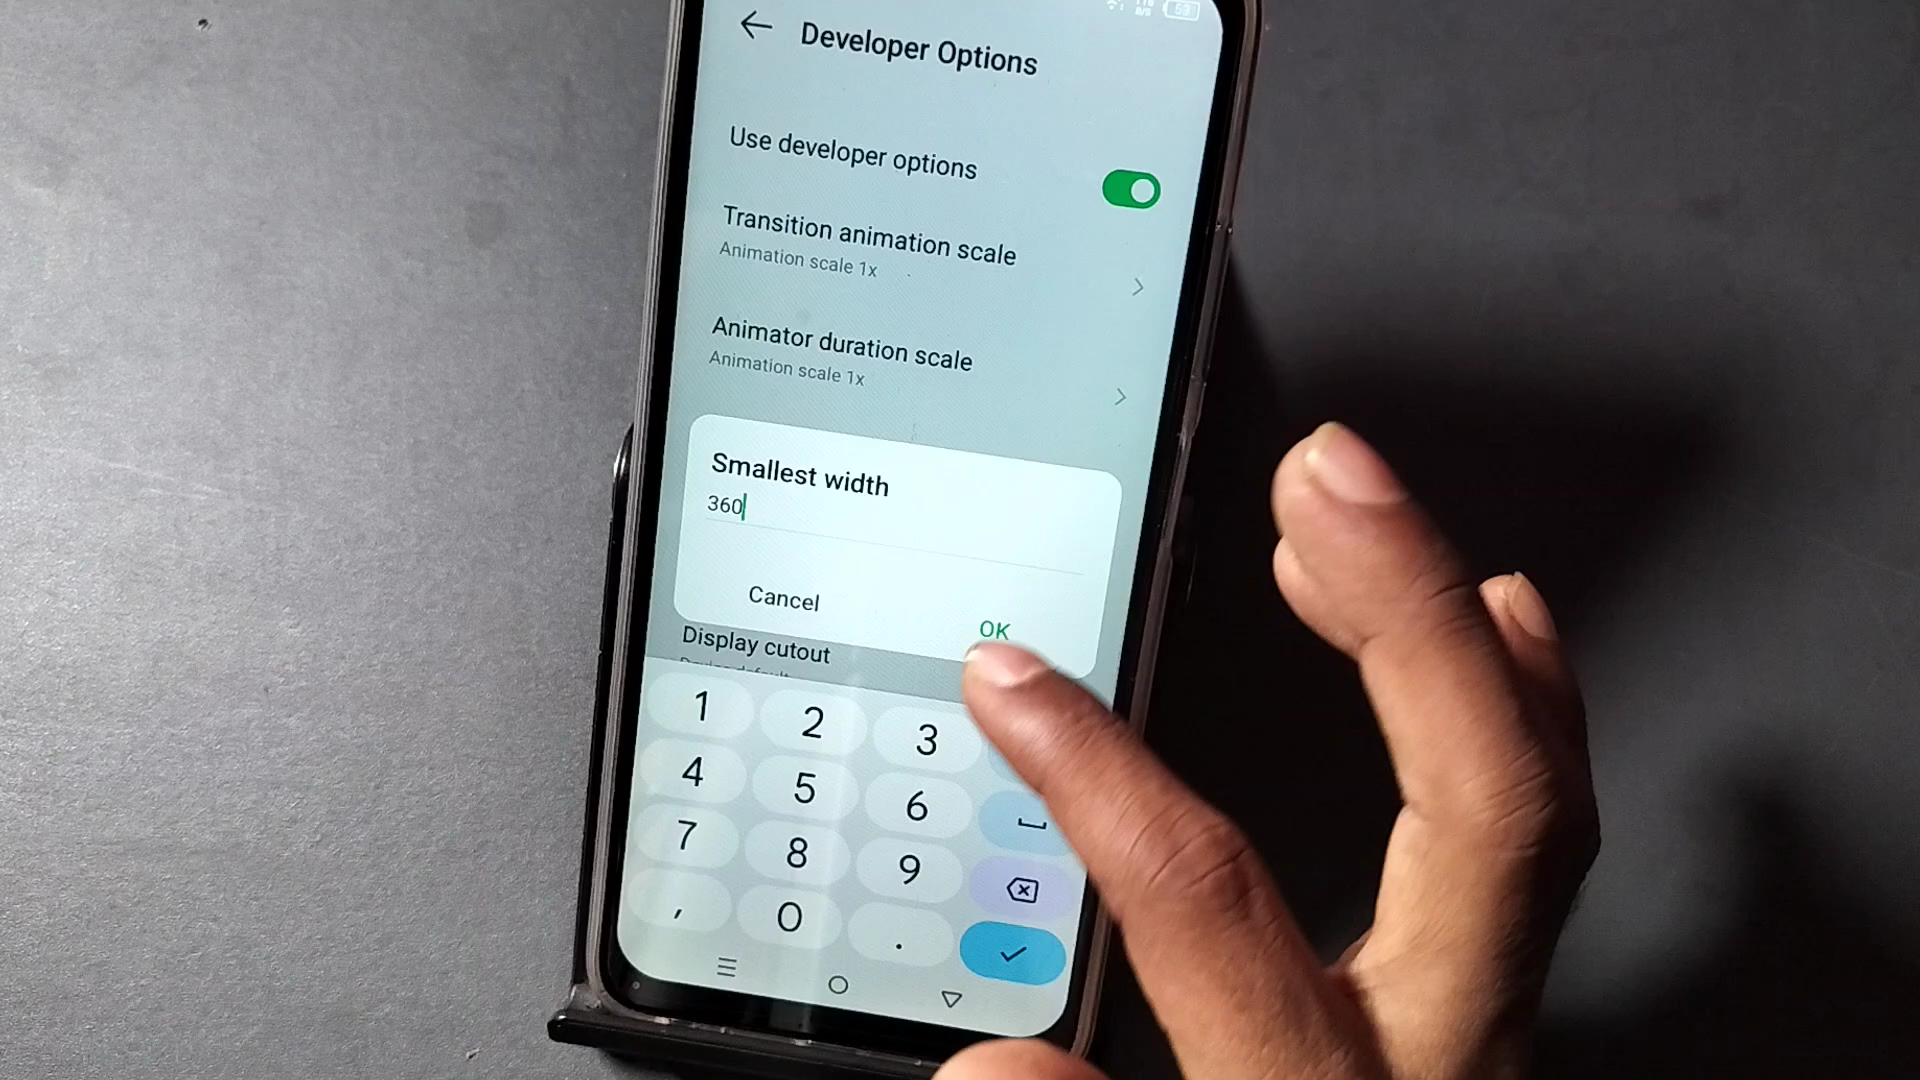 59
Developer Options
Use developer options
Transition animation scale
Animation scale 1x
Animator duration scale
Animation scale 1x
Smallest width
360
Cancel
OK
Display cutout
1 2 3
4 5 6
7 8 9
, 0 .